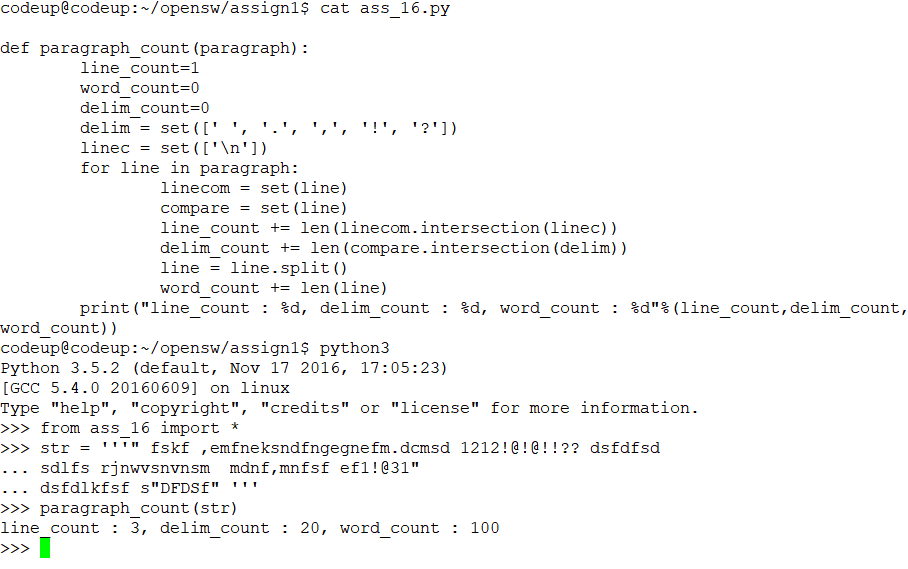 codeup@codeup:~/opensw/assign1$ cat ass_16.py
def paragraph_count(paragraph):
line_count=1
word_count=0
delim_count=0
delim = set([' ', '.', ',', '!', '?'])
linec = set(['\n'])
for line in paragraph:
linecom = set(line)
compare = set(line)
line_count += len(linecom.intersection(linec))
delim_count += len(compare.intersection(delim))
line = line.split()
word_count += len(line)
print("line_count : %d, delim_count : %d, word_count : %d"%(line_count,delim_count,
word_count))
codeup@codeup:~/opensw/assign1$ python3
Python 3.5.2 (default, Nov 17 2016, 17:05:23)
[GCC 5.4.0 20160609] on linux
Type "help", "copyright", "credits" or "license" for more information.
>>> from ass_16 import *
>>> str = '''" fskf ,emfneksndfngegnefm.dcmsd 1212!@!@!!?? dsfdfsd
... sdlfs rjnwvsnvnsm  mdnf,mnfsf ef1!@31"
... dsfdlkfsf s"DFDSf" '''
>>> paragraph_count(str)
line_count : 3, delim_count : 20, word_count : 100
>>>